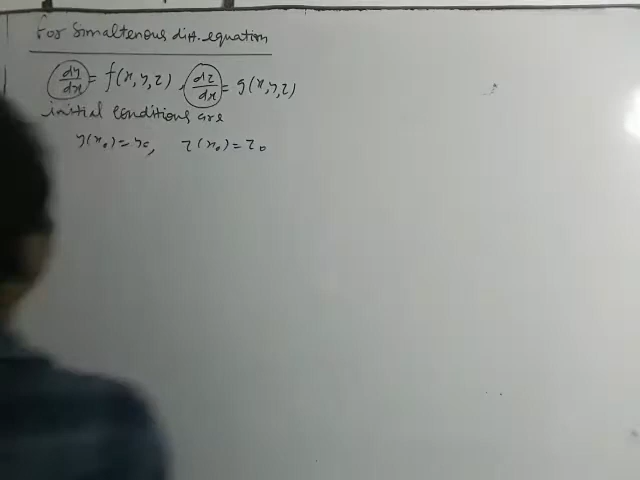 For Simaltenous diff. equation
dy/dx = f(x, y, z), dz/dx = g(x, y, z)
initial conditions are
y(x₀) = y₀, z(x₀) = z₀